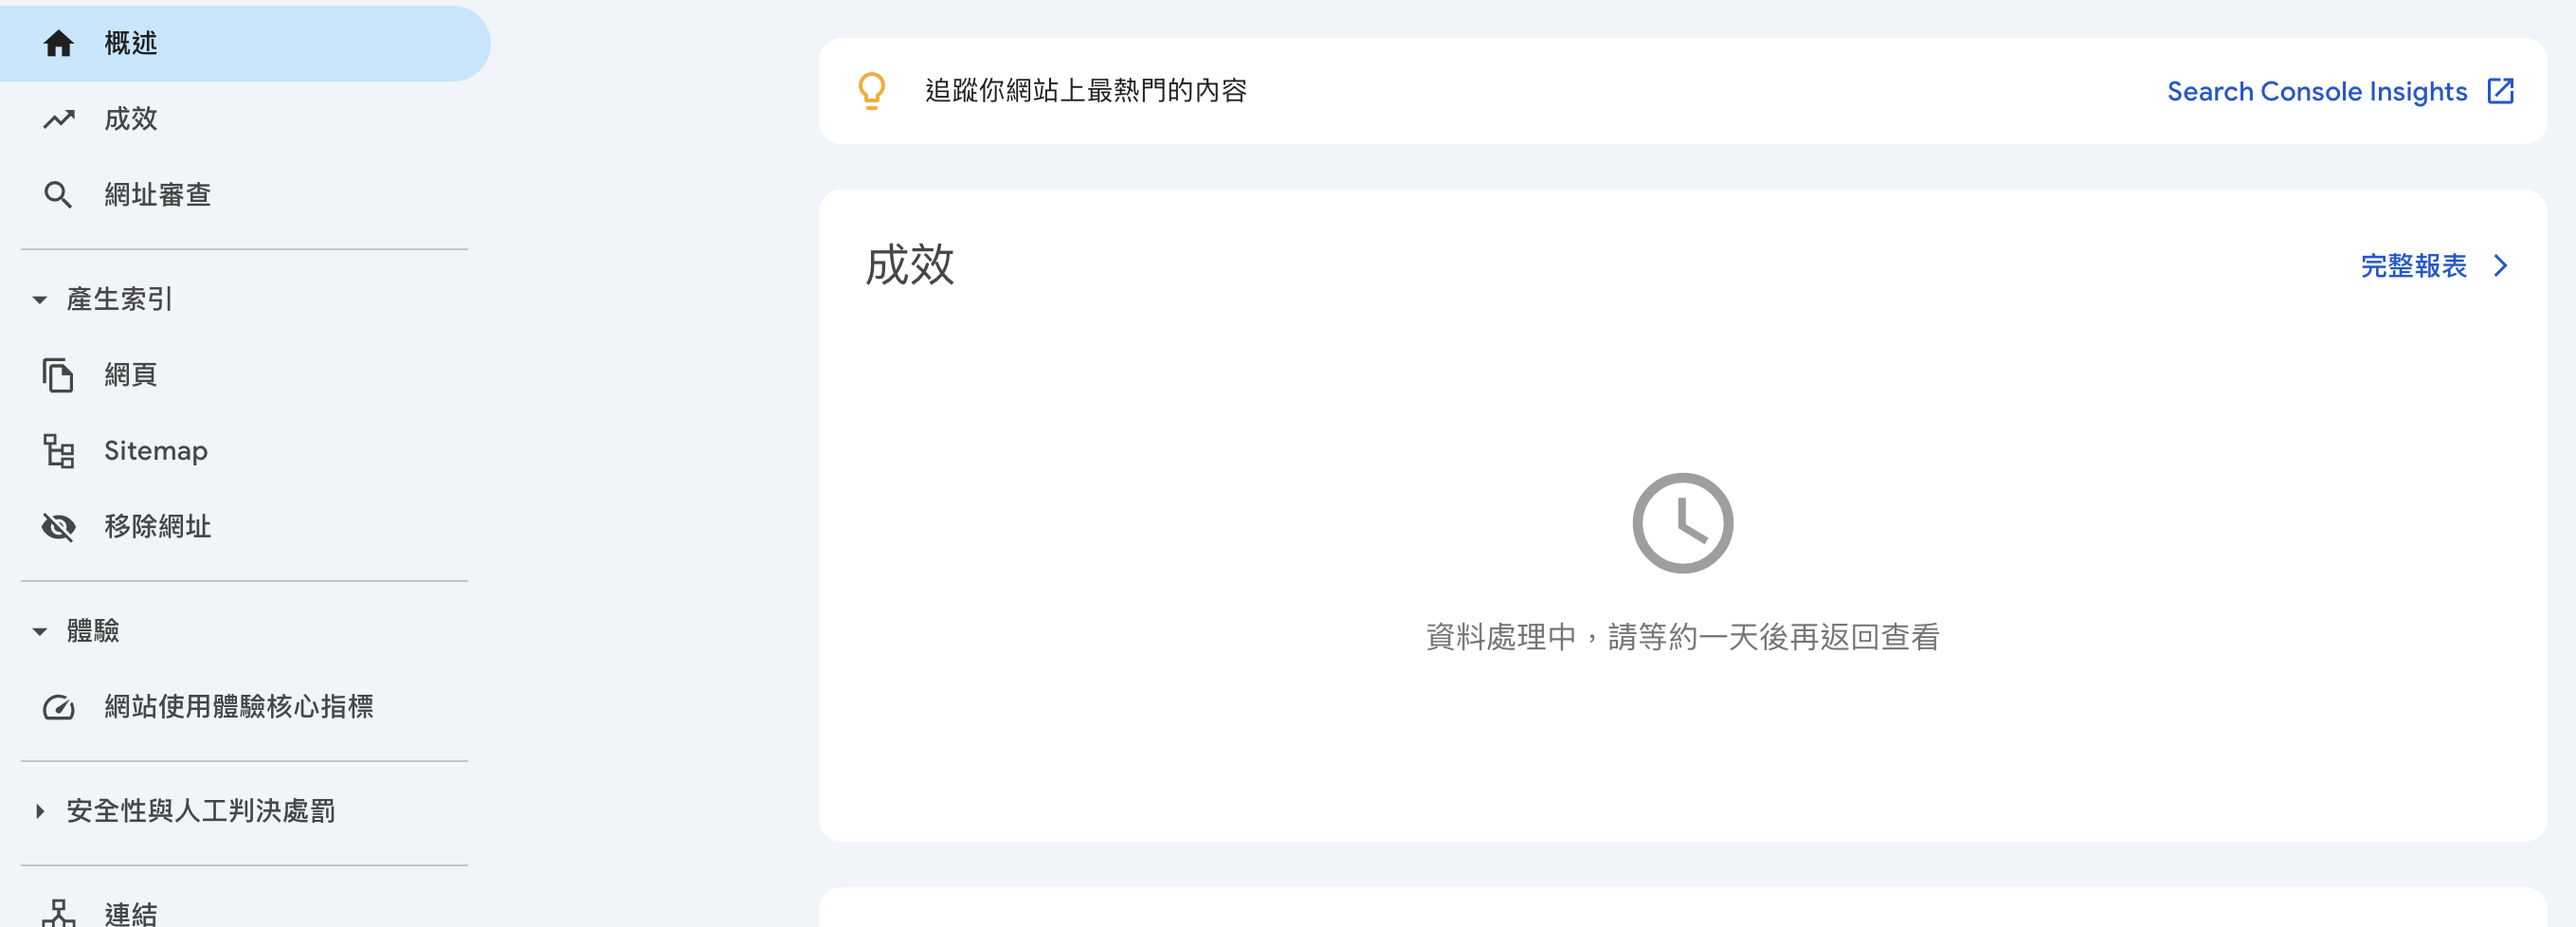 概述
成效
網址審查
產生索引
網頁
Sitemap
移除網址
體驗
網站使用體驗核心指標
安全性與人工判決處罰
連結
追蹤你網站上最熱門的內容
Search Console Insights
成效
完整報表
資料處理中，請等約一天後再返回查看